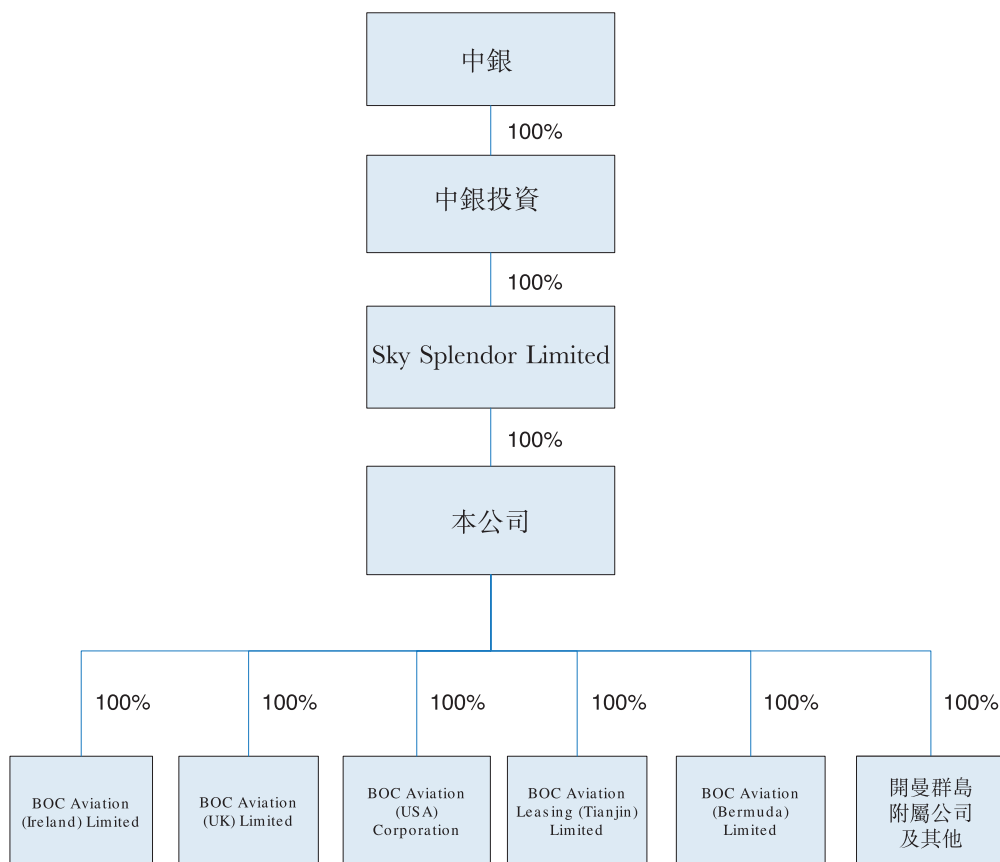 中銀
100%
中銀投資
100%
Sky Splendor Limited
100%
本公司
100%
100%
100%
100%
100%
100%
BOC Aviation
(Ireland) Limited
BOC Aviation
(UK) Limited
BOC Aviation
(USA)
Corporation
BOC Aviation
Leasing (Tianjin)
Limited
BOC Aviation
(Bermuda)
Limited
開曼群島
附屬公司
及其他